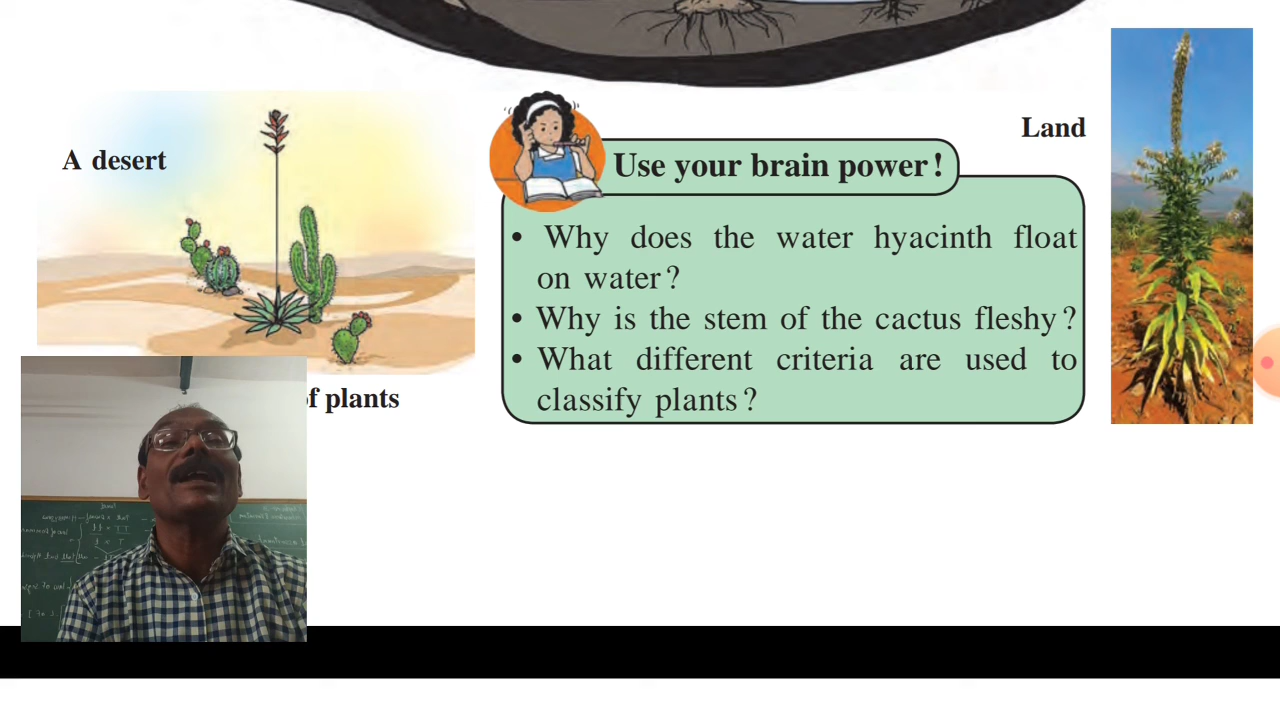 A desert
Land
Use your brain power!
• Why does the water hyacinth float
on water?
• Why is the stem of the cactus fleshy?
• What different criteria are used to
classify plants?
of plants